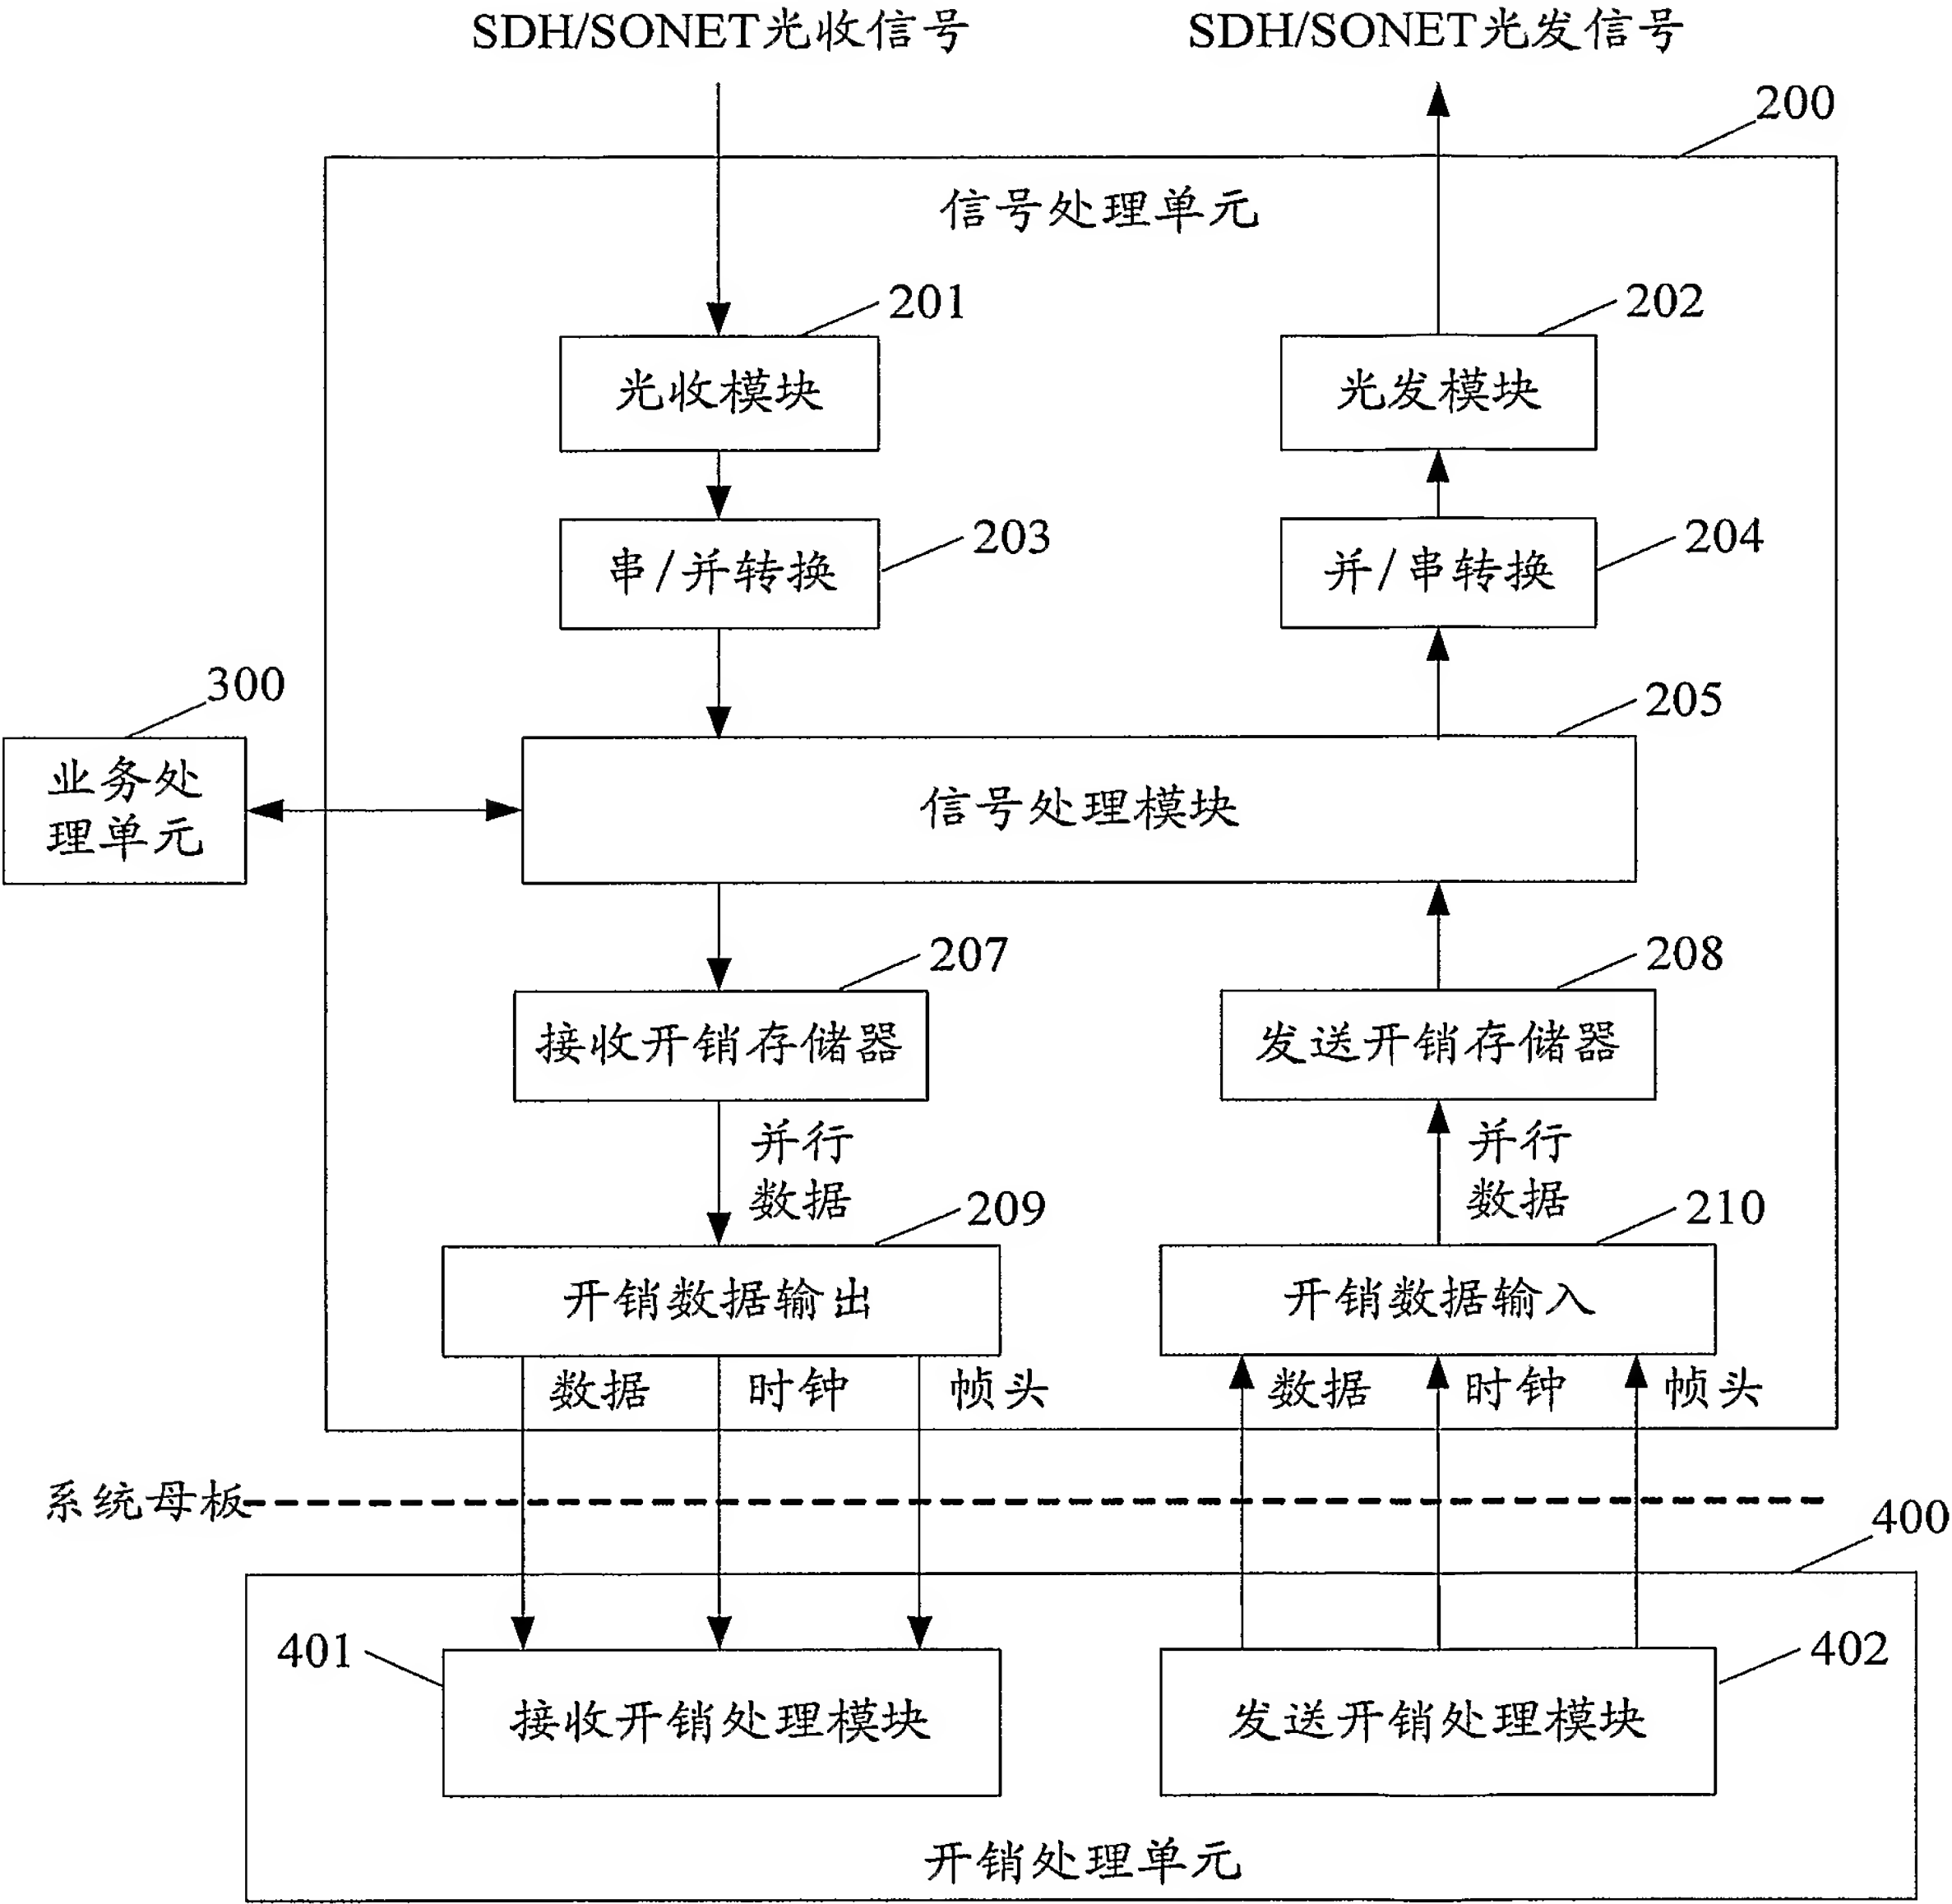 SDH/SONET光收信号
SDH/SONET光发信号
200
信号处理单元
201
202
光收模块
光发模块
203
204
串/并转换
并/串转换
300
205
业务处
理单元
信号处理模块
207
208
接收开销存储器
发送开销存储器
并行
数据
并行
数据
209
210
开销数据输出
开销数据输入
数据
时钟
帧头
数据
时钟
帧头
系统母板
400
401
402
接收开销处理模块
发送开销处理模块
开销处理单元